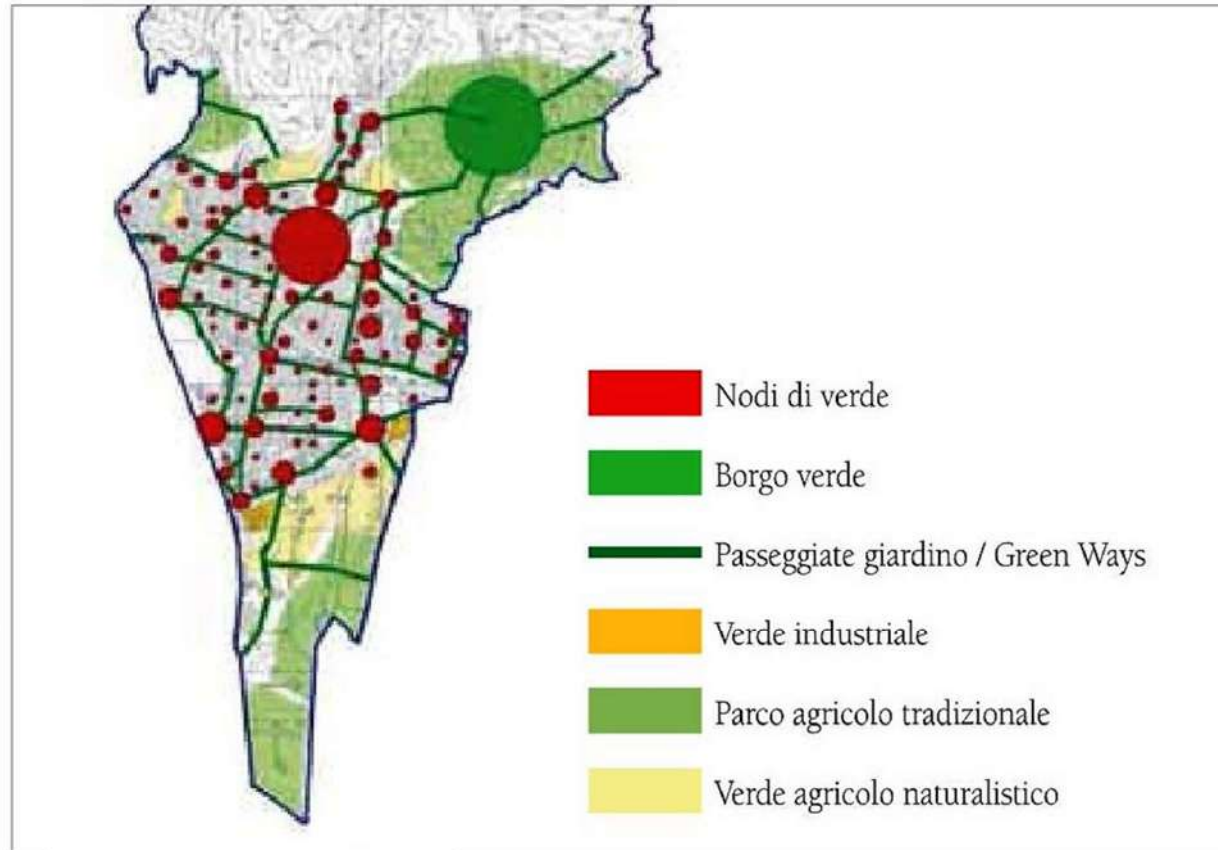 Nodi di verde
Borgo verde
Passeggiate giardino / Green Ways
Verde industriale
Parco agricolo tradizionale
Verde agricolo naturalistico